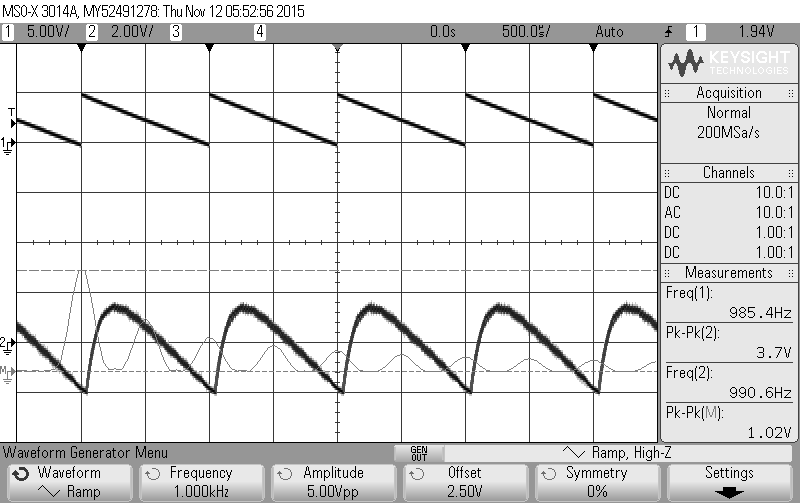 MSO-X 3014A, MY52491278: Thu Nov 12 05:52:56 2015
1 5.00V/ 2 2.00V/ 3 4 0.0s 500.0µ/ Auto 1 1.94V
KEYSIGHT
TECHNOLOGIES
Acquisition
Normal
200MSa/s
Channels
DC 10.0:1
AC 10.0:1
DC 1.00:1
DC 1.00:1
Measurements
Freq(1):
985.4Hz
Pk-Pk(2):
3.7V
Freq(2):
990.6Hz
Pk-Pk(M):
1.02V
T
1
2
M
Waveform Generator Menu
GEN
OUT
Ramp, High-Z
Waveform Frequency Amplitude Offset Symmetry Settings
Ramp 1.000kHz 5.00Vpp 2.50V 0%